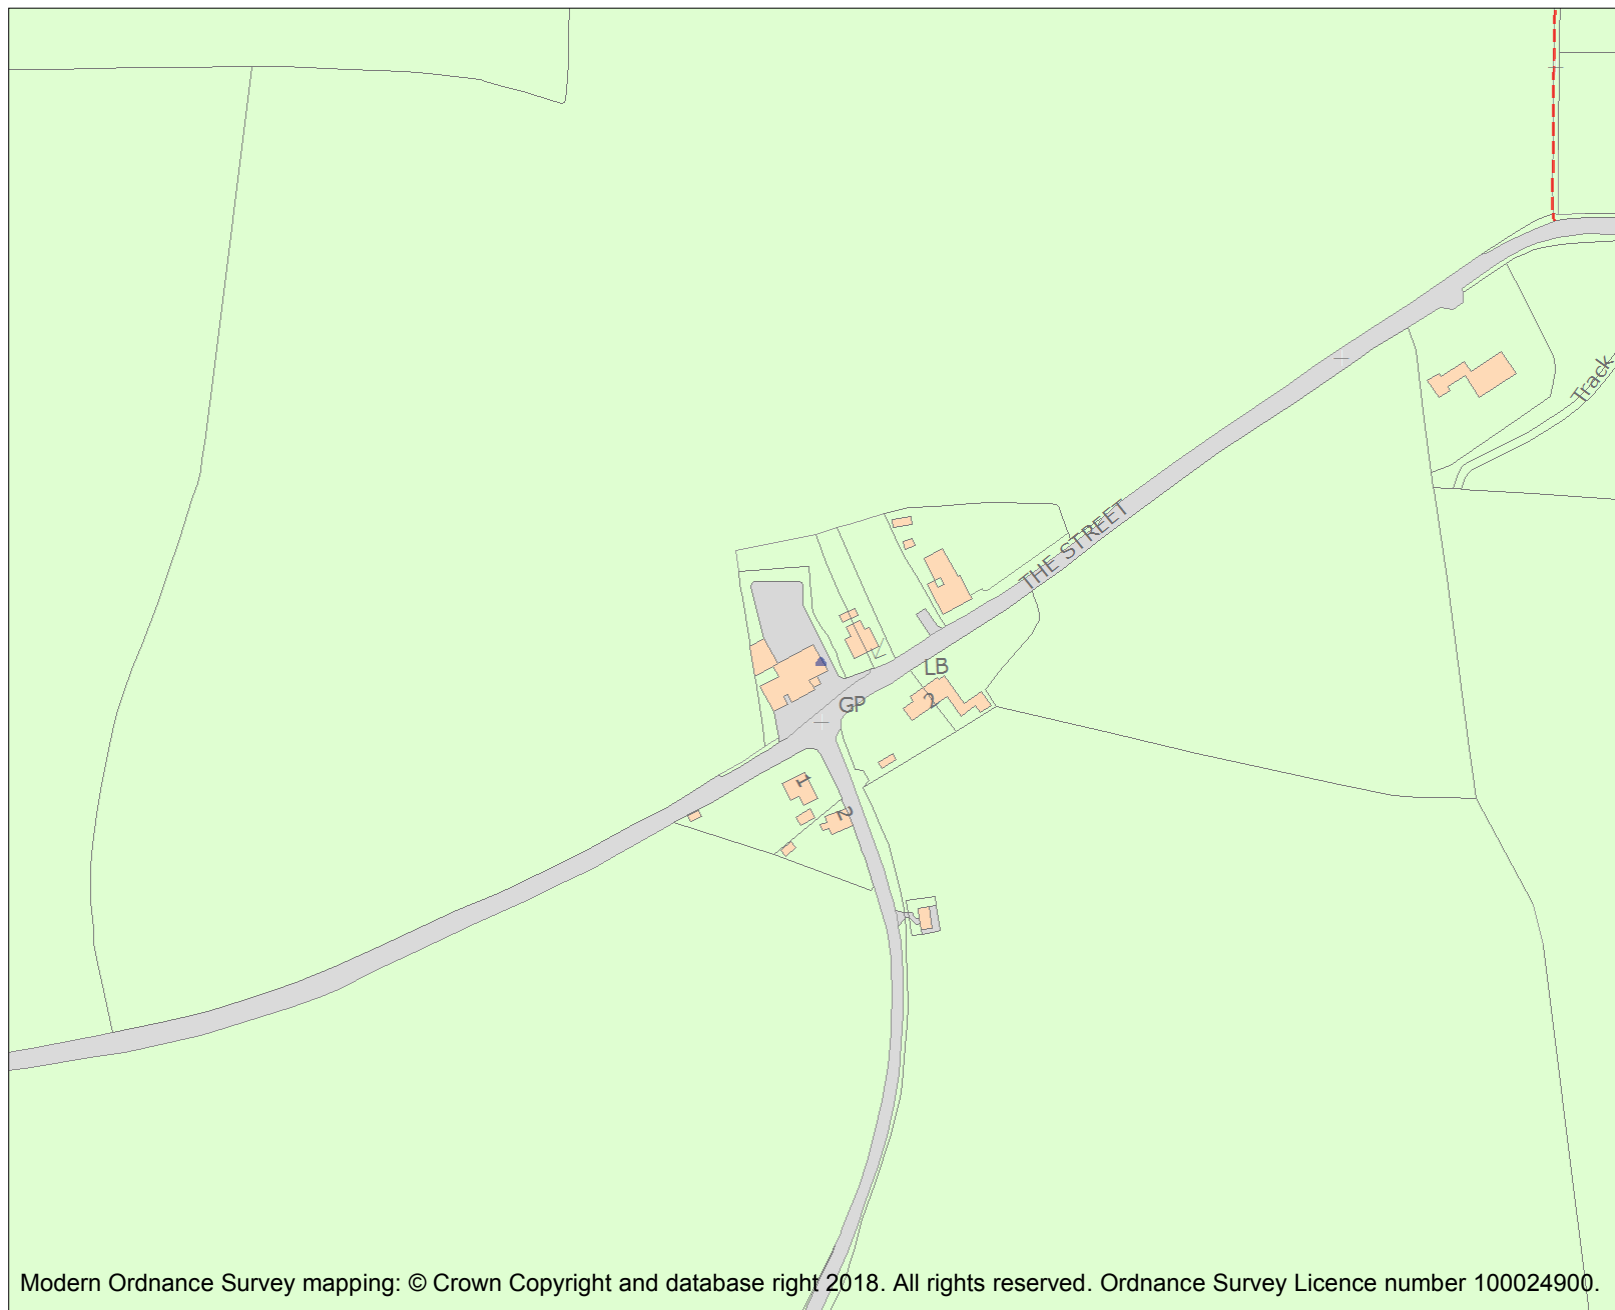 Track
THE STREET
LB
2
GP
1
2
Modern Ordnance Survey mapping: © Crown Copyright and database right 2018. All rights reserved. Ordnance Survey Licence number 100024900.